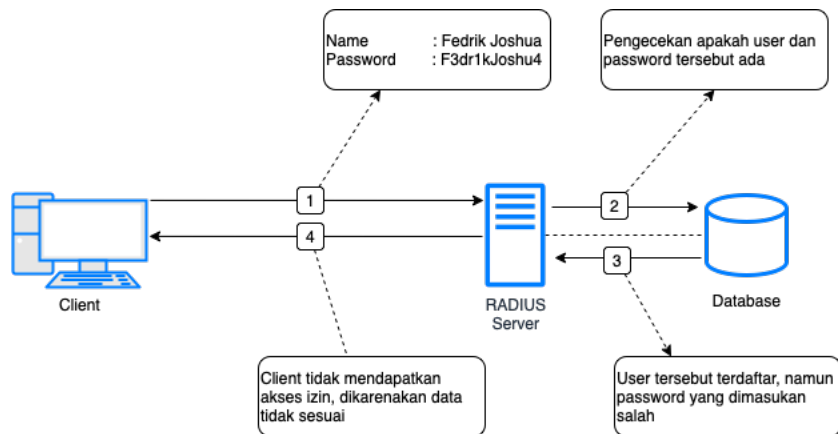 Name : Fedrik Joshua
Password : F3dr1kJoshu4
Pengecekan apakah user dan
password tersebut ada
1
2
4
3
Client
RADIUS
Server
Database
Client tidak mendapatkan
akses izin, dikarenakan data
tidak sesuai
User tersebut terdaftar, namun
password yang dimasukan
salah